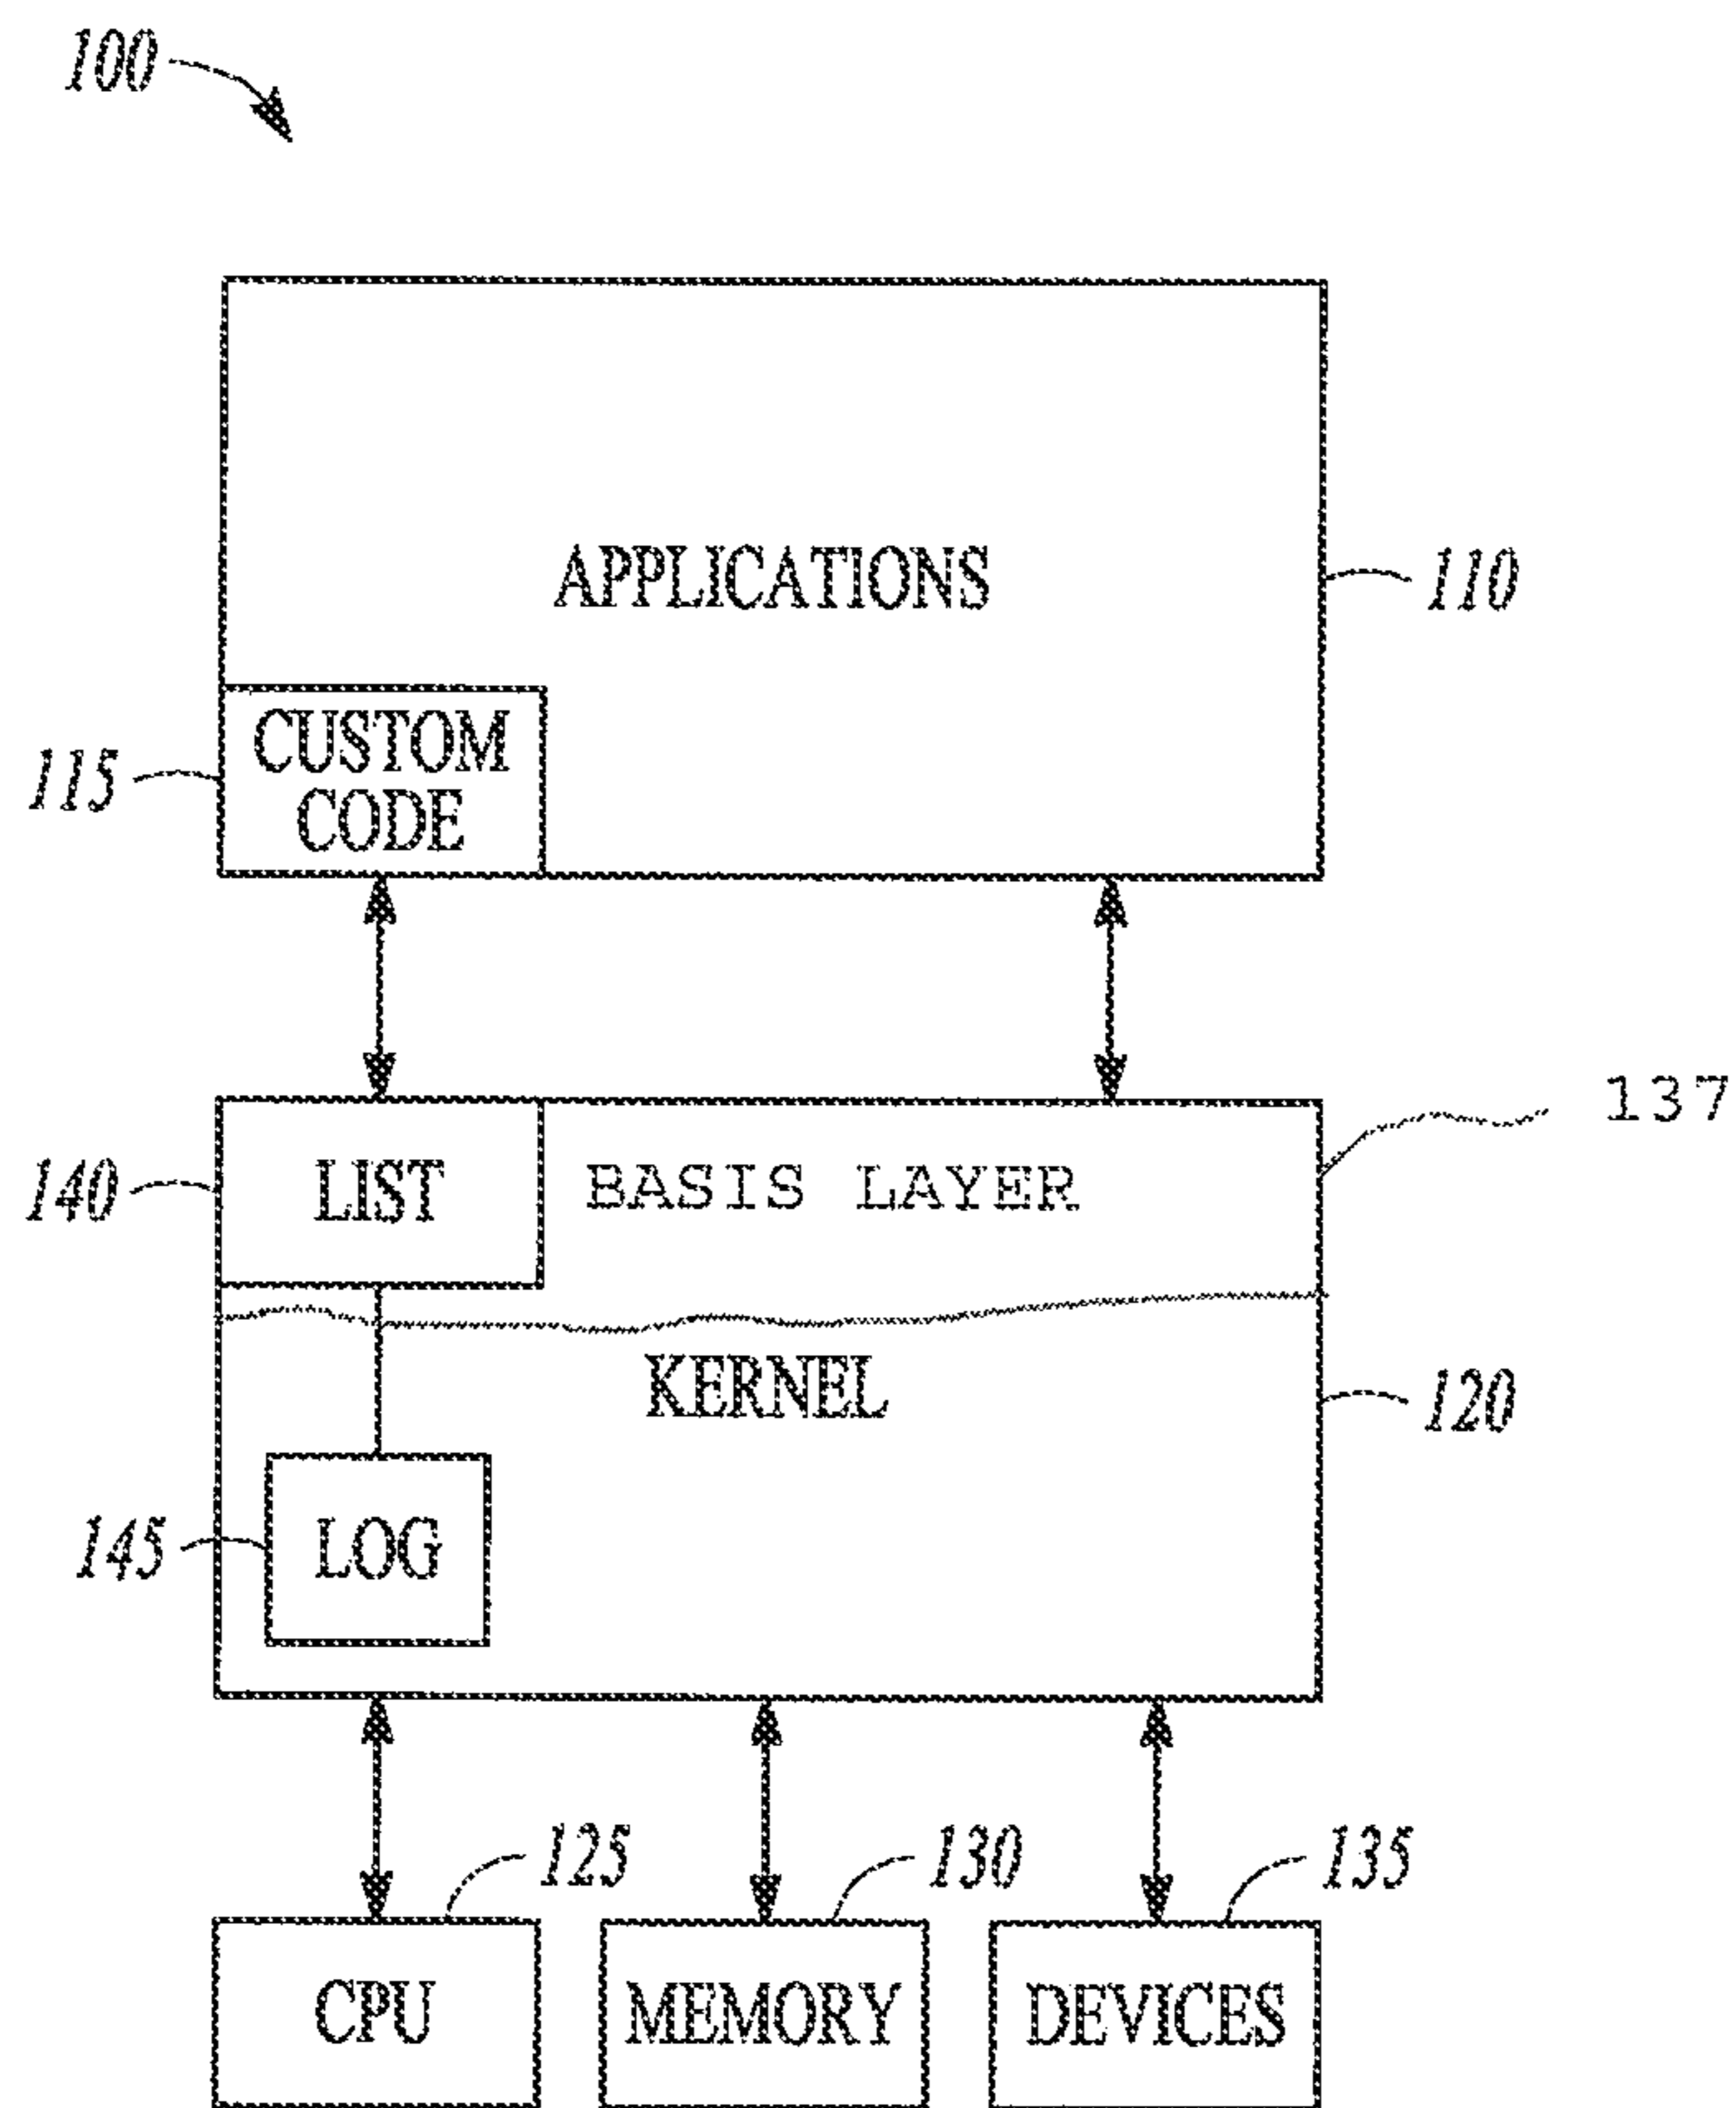 100
APPLICATIONS
110
CUSTOM
CODE
115
137
140
LIST
BASIS LAYER
KERNEL
120
145
LOG
125
130
135
CPU
MEMORY
DEVICES